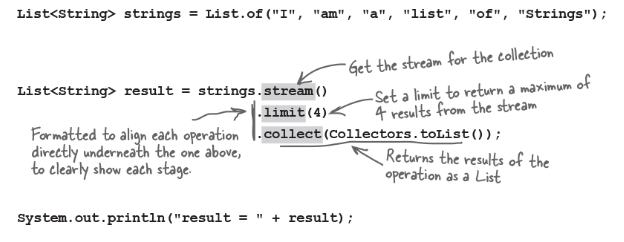 List<String> strings = List.of("I", "am", "a", "list", "of", "Strings");
Get the stream for the collection
List<String> result = strings.stream()
Set a limit to return a maximum of
4 results from the stream
.limit(4)
.collect(Collectors.toList());
Formatted to align each operation
directly underneath the one above,
to clearly show each stage.
Returns the results of the
operation as a List
System.out.println("result = " + result);